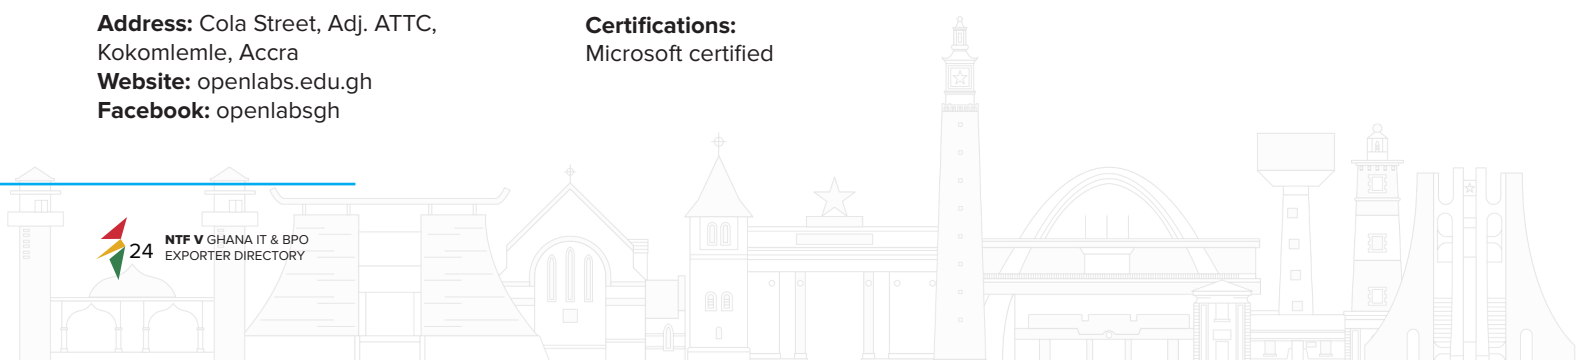 Address: Cola Street, Adj. ATTC,
Kokomlemle, Accra
Website: openlabs.edu.gh
Facebook: openlabsgh
Certifications:
Microsoft certified
24
NTF V GHANA IT & BPO
EXPORTER DIRECTORY